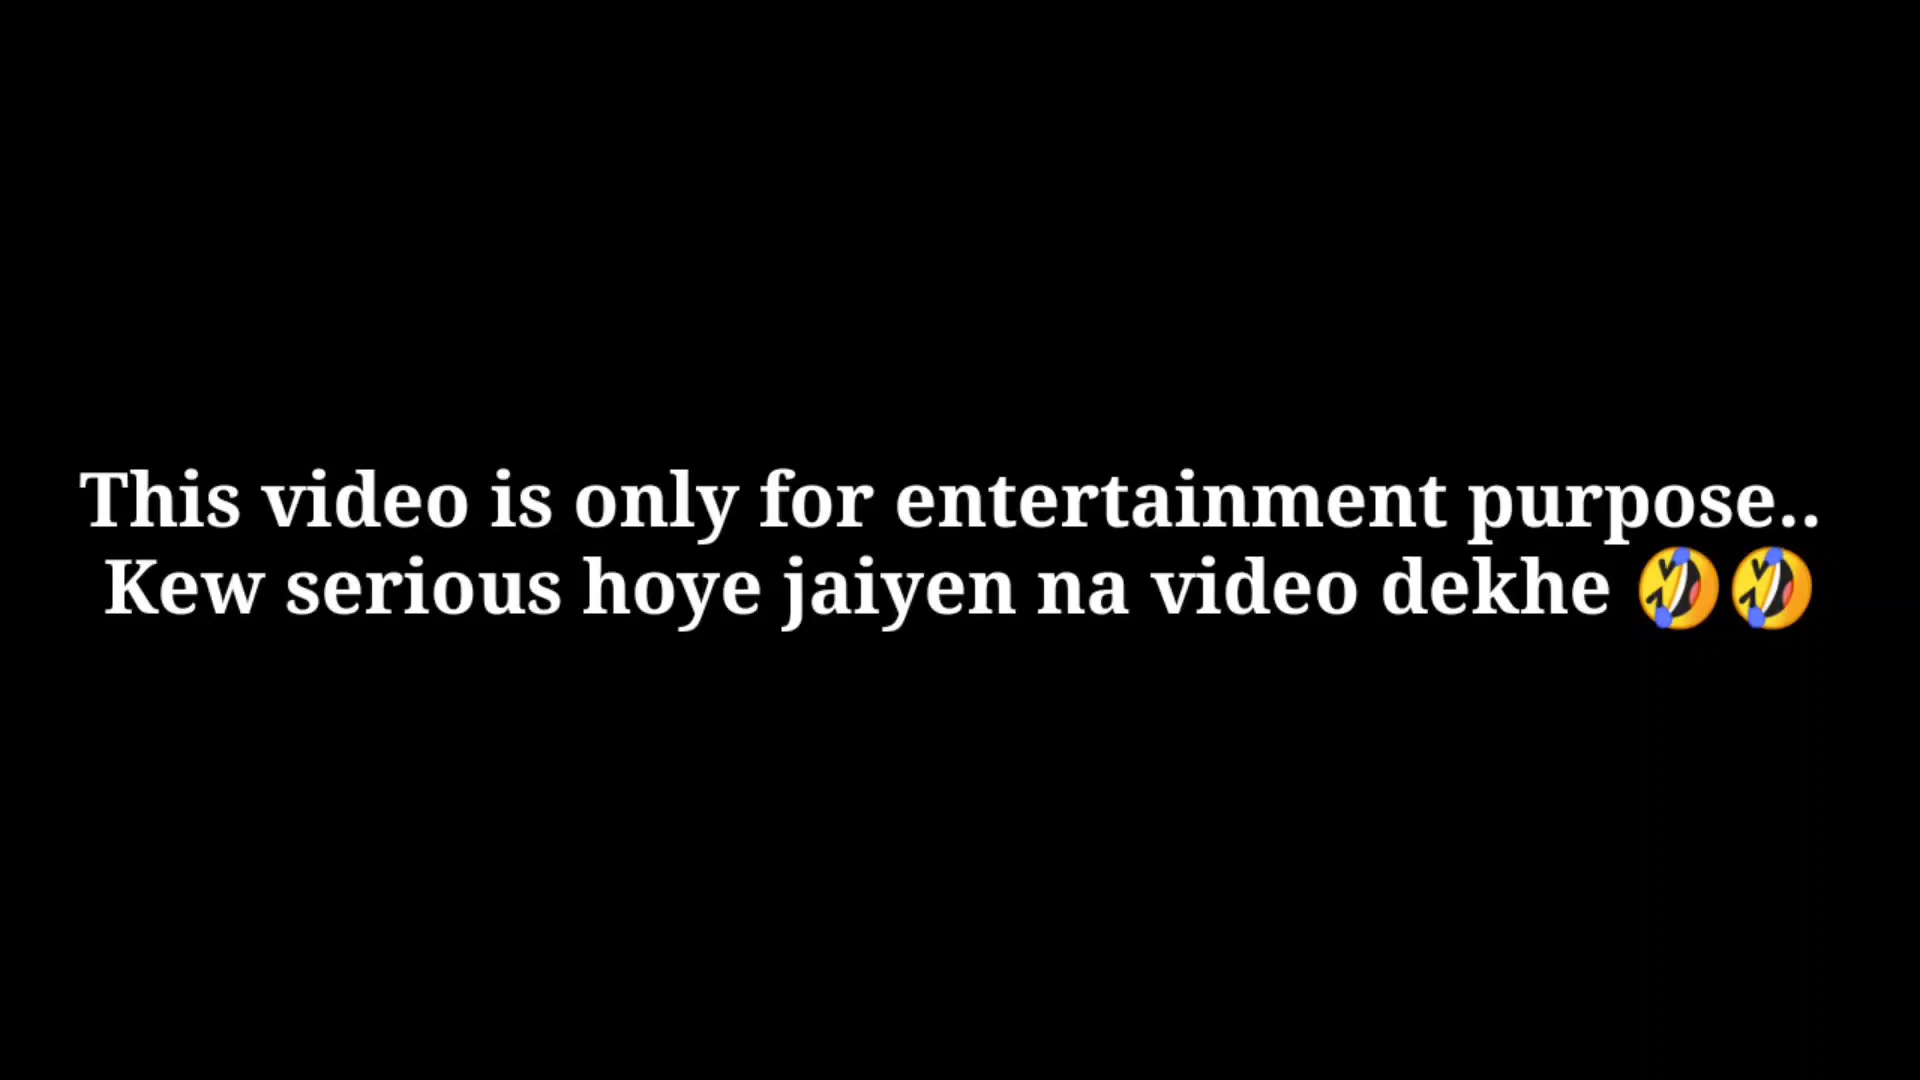 This video is only for entertainment purpose..
Kew serious hoye jaiyen na video dekhe 🤣🤣